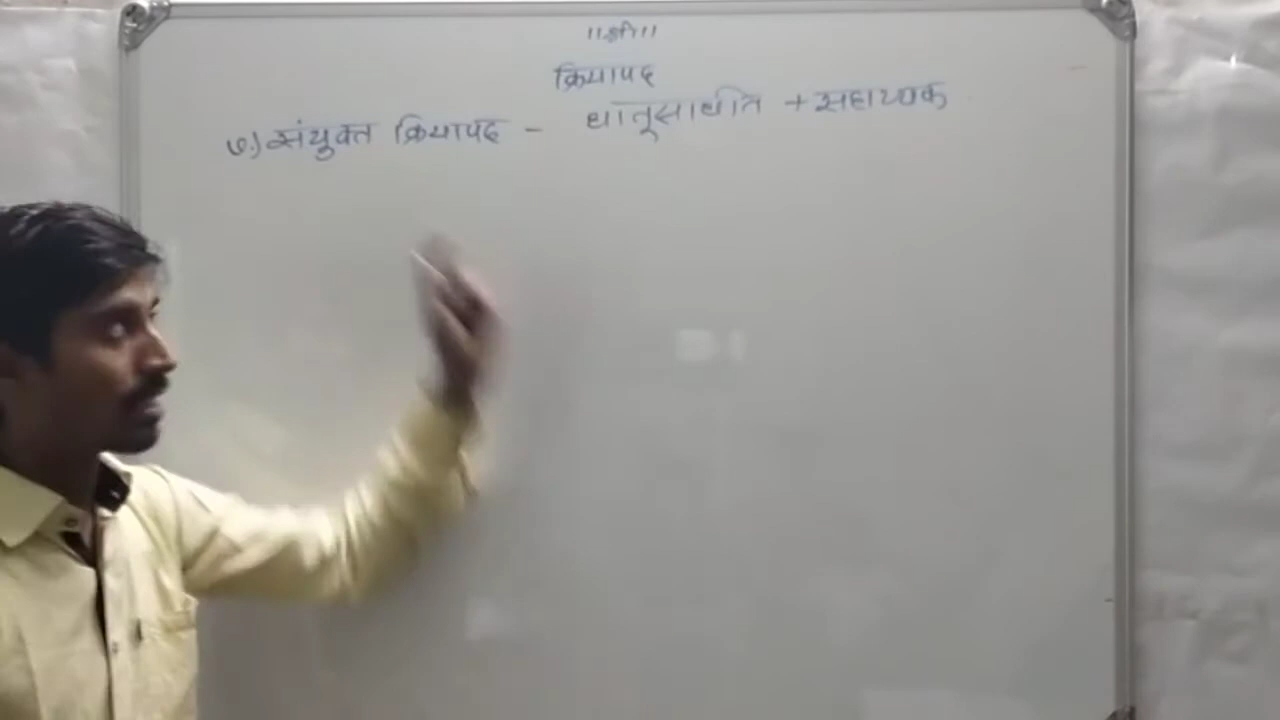 ॥श्री॥
क्रियापद
७) संयुक्त क्रियापद - धातूसाधीत + सहाय्यक